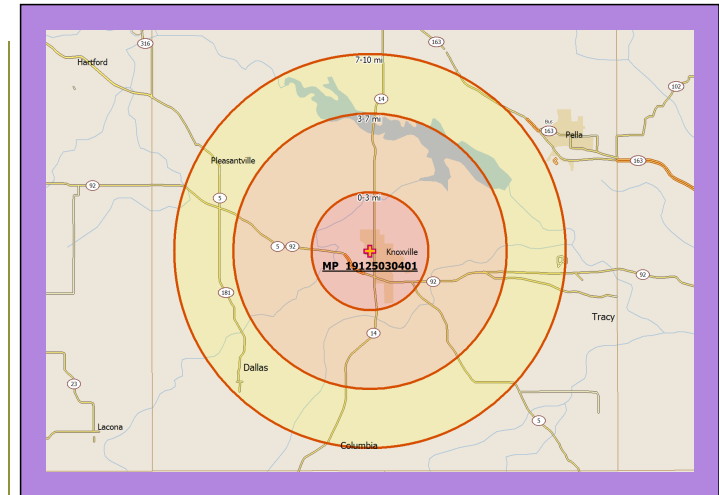 163
316
7-10 mi
Hartford
102
14
3-7 mi
Bus
163
Pella
163
Pleasantville
92
5
0-3 mi
5 92
Knoxville
MP 19125030401
92
92
181
Tracy
14
Dallas
23
5
Lacona
Columbia